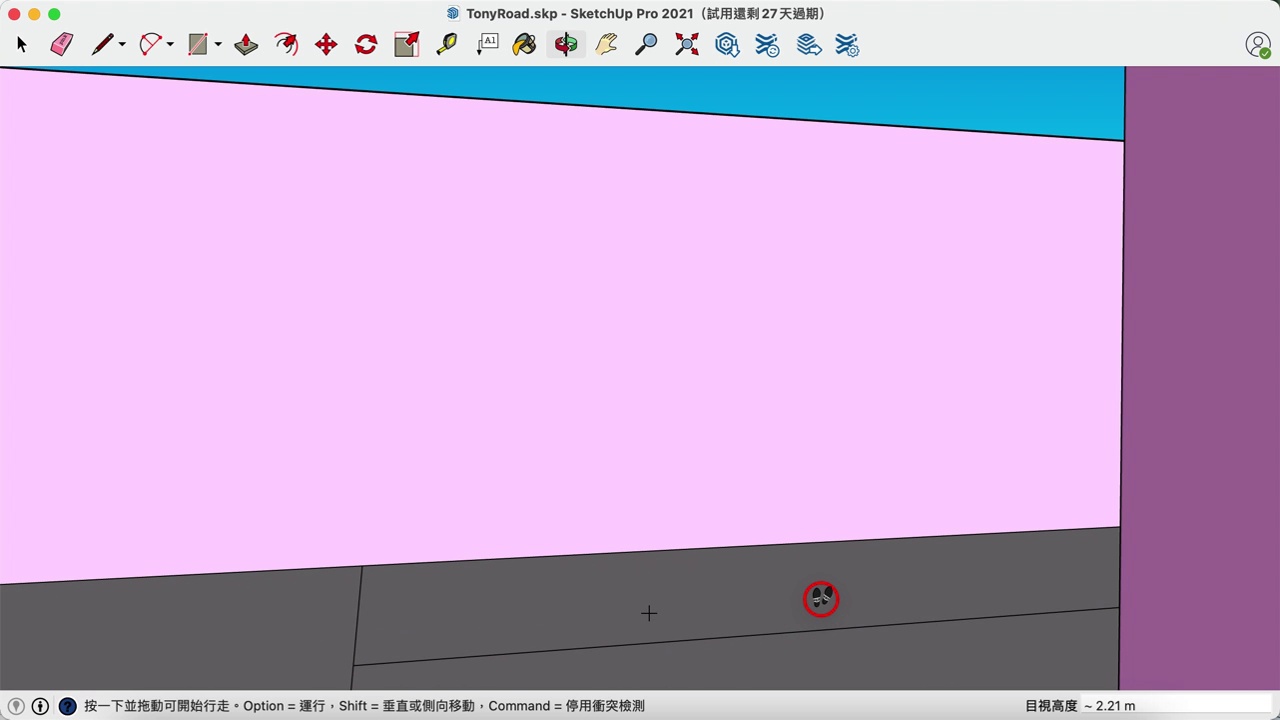 TonyRoad.skp - SketchUp Pro 2021（試用還剩 27 天過期）
A1
按一下並拖動可開始行走。Option = 運行，Shift = 垂直或側向移動，Command = 停用衝突檢測
目視高度 ~ 2.21 m